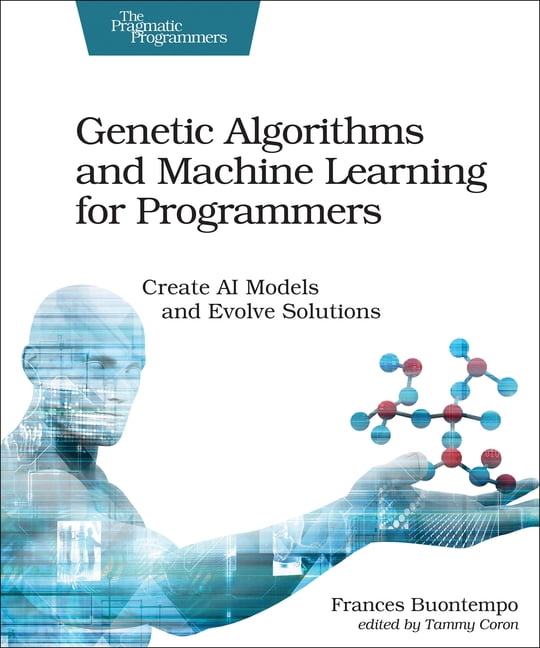 The
Pragmatic
Programmers
Genetic Algorithms
and Machine Learning
for Programmers
Create AI Models
and Evolve Solutions
Frances Buontempo
edited by Tammy Coron